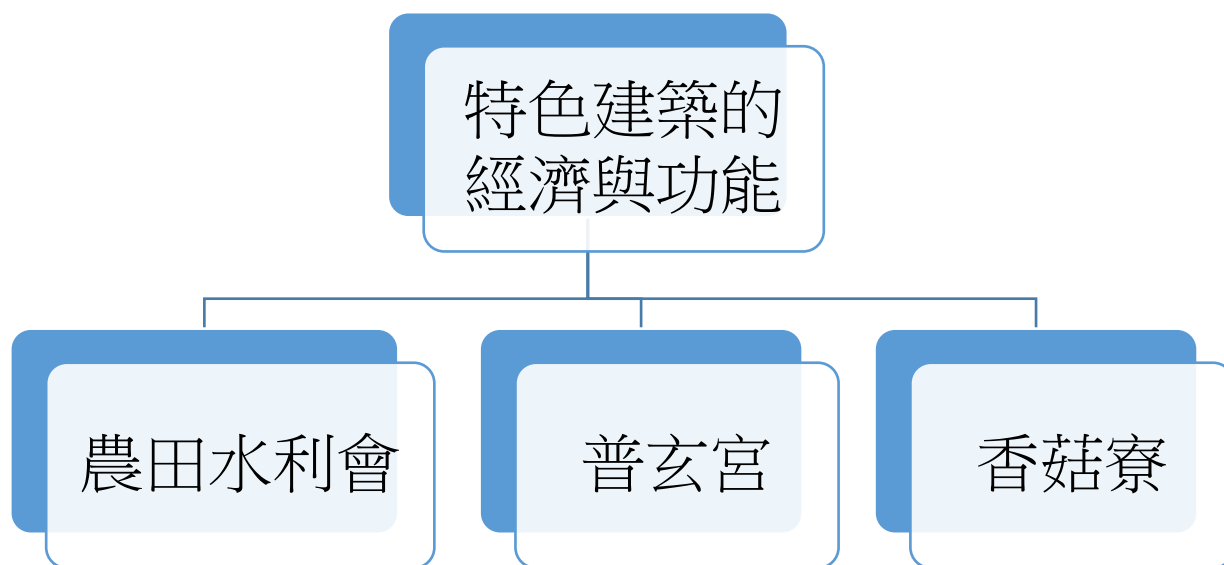 特色建築的
經濟與功能
農田水利會
普玄宮
香菇寮